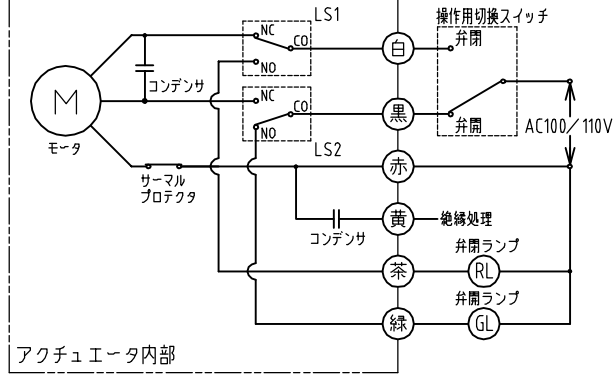 LS1
操作用切換スイッチ
NC
CO
白
弁閉
NO
M
モータ
コンデンサ
NC
CO
黒
弁開
AC100/110V
NO
LS2
サーマル
プロテクタ
赤
コンデンサ
黄
絶縁処理
弁閉ランプ
茶
RL
弁開ランプ
緑
GL
アクチュエータ内部